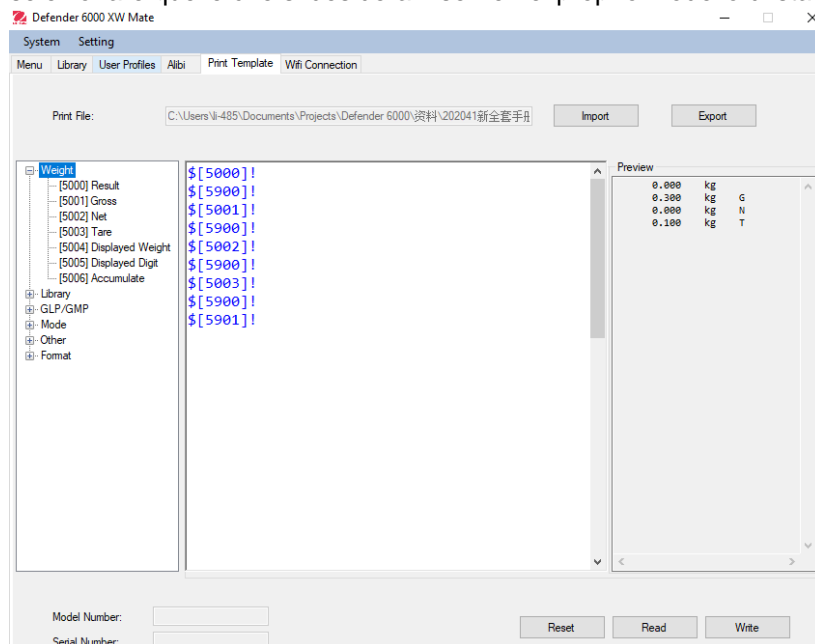 Defender 6000 XW Mate
System Setting
Menu Library User Profiles Alibi Print Template Wifi Connection
Print File: C:\Users\li-485\Documents\Projects\Defender 6000\资料\202041新全套手册 Import Export
Weight
[5000] Result
[5001] Gross
[5002] Net
[5003] Tare
[5004] Displayed Weight
[5005] Displayed Digit
[5006] Accumulate
Library
GLP/GMP
Mode
Other
Format
$[5000]!
$[5900]!
$[5001]!
$[5900]!
$[5002]!
$[5900]!
$[5003]!
$[5900]!
$[5901]!
Preview
0.000 kg
0.300 kg G
0.000 kg N
0.100 kg T
Model Number:
Serial Number:
Reset Read Write